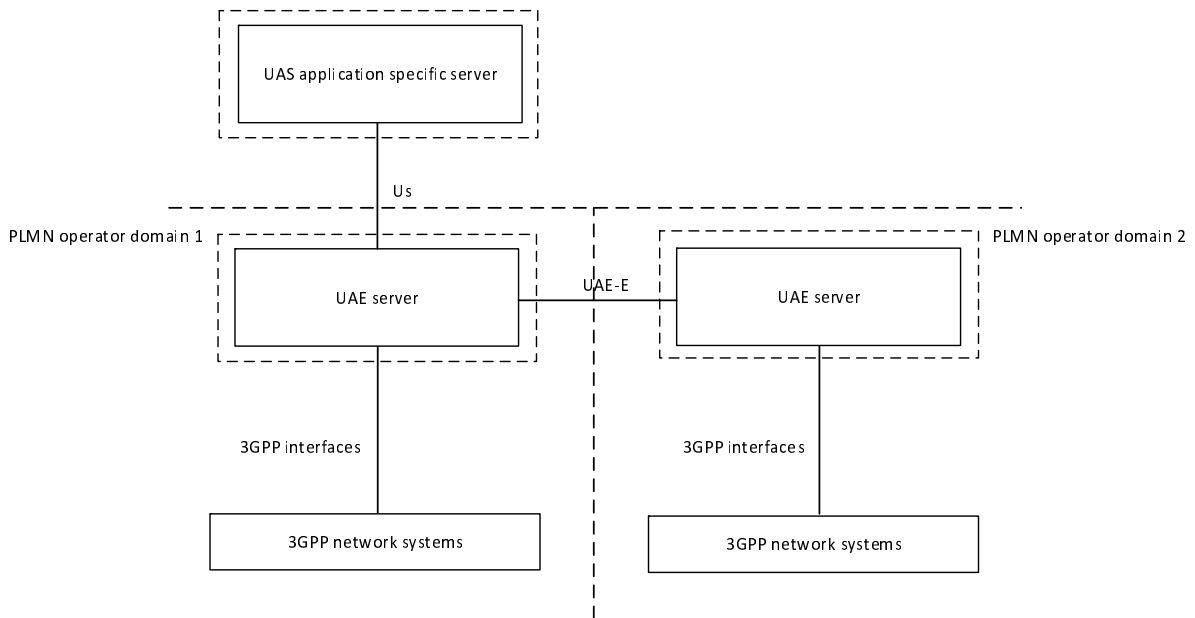 UAS application specific server
Us
PLMN operator domain 1
PLMN operator domain 2
UAE server
UAE-E
UAE server
3GPP interfaces
3GPP interfaces
3GPP network systems
3GPP network systems